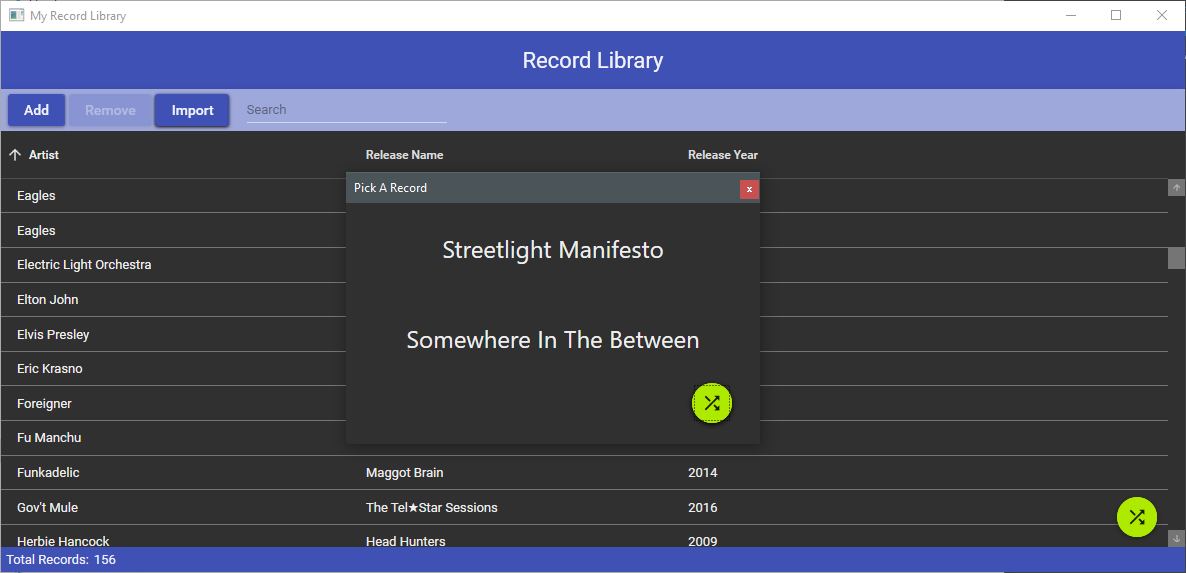 My Record Library
Record Library
Add Remove Import Search
Artist Release Name Release Year
Pick A Record x
Streetlight Manifesto
Somewhere In The Between
Eagles
Eagles
Electric Light Orchestra
Elton John
Elvis Presley
Eric Krasno
Foreigner
Fu Manchu
Funkadelic Maggot Brain 2014
Gov't Mule The Tel★Star Sessions 2016
Herbie Hancock Head Hunters 2009
Total Records: 156